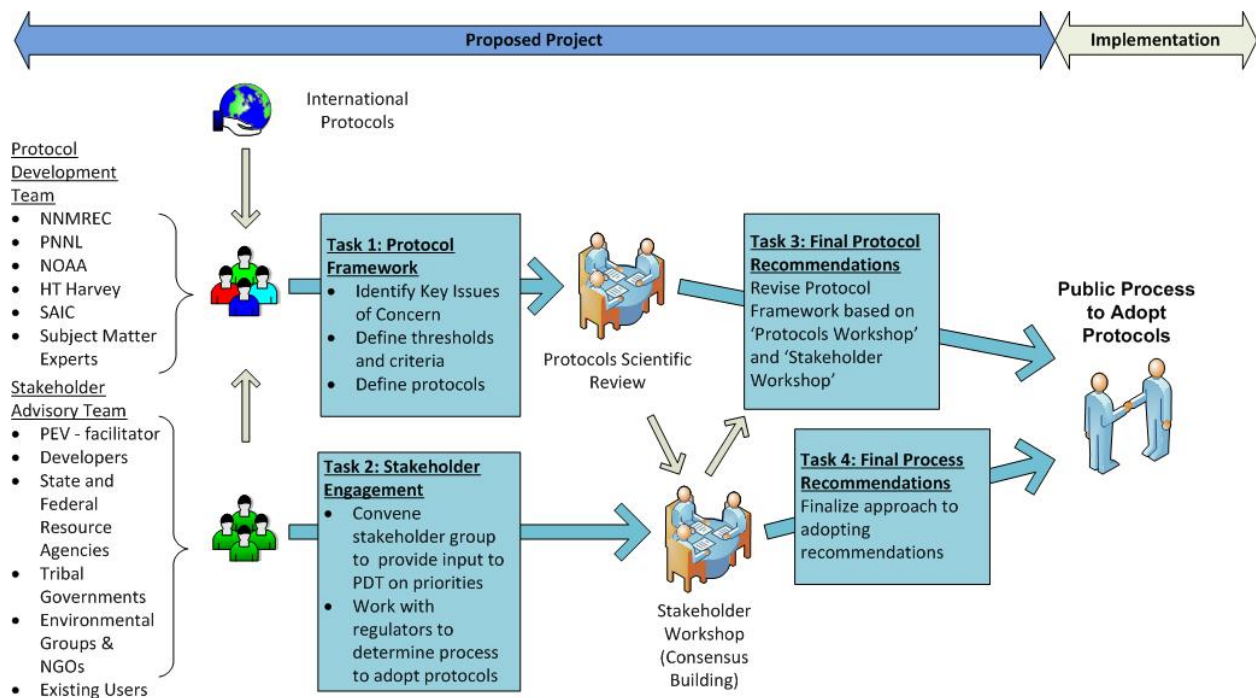 Proposed Project
Implementation
International
Protocols
Protocol
Development
Team
• NNMREC
• PNNL
• NOAA
• HT Harvey
• SAIC
• Subject Matter
Experts
Stakeholder
Advisory Team
• PEV - facilitator
• Developers
• State and
Federal
Resource
Agencies
• Tribal
Governments
• Environmental
Groups &
NGOs
• Existing Users
Task 1: Protocol
Framework
• Identify Key Issues
of Concern
• Define thresholds
and criteria
• Define protocols
Task 2: Stakeholder
Engagement
• Convene
stakeholder group
to provide input to
PDT on priorities
• Work with
regulators to
determine process
to adopt protocols
Protocols Scientific
Review
Stakeholder
Workshop
(Consensus
Building)
Task 3: Final Protocol
Recommendations
Revise Protocol
Framework based on
‘Protocols Workshop’
and ‘Stakeholder
Workshop’
Task 4: Final Process
Recommendations
Finalize approach to
adopting
recommendations
Public Process
to Adopt
Protocols